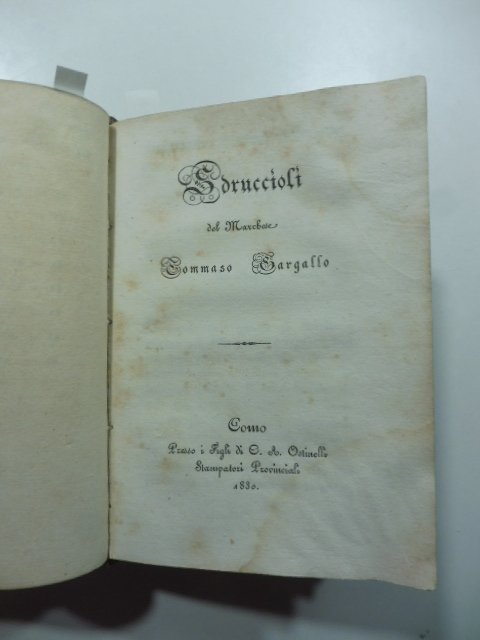 Sdruccioli
del Marchese
Tommaso Gargallo
Como
Presso i Figli di C. A. Ostinelli
Stampatori Provinciali
1830.